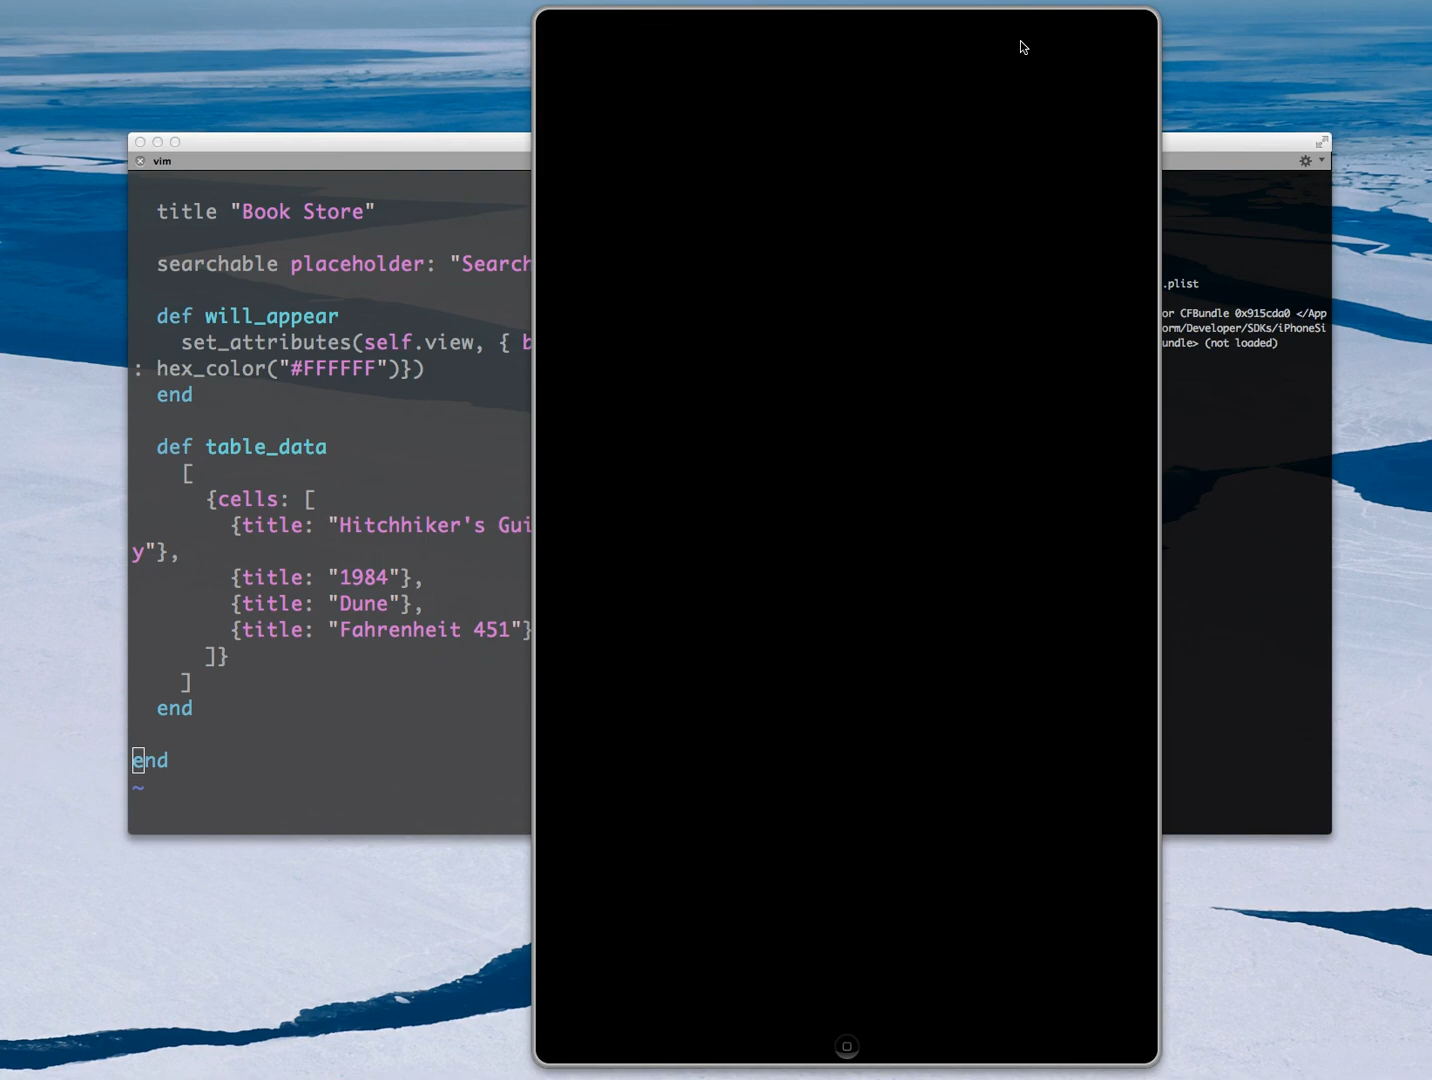 vim
title "Book Store"
searchable placeholder: "Search
def will_appear
set_attributes(self.view, { b
: hex_color("#FFFFFF")})
end
def table_data
[
{cells: [
{title: "Hitchhiker's Gui
y"},
{title: "1984"},
{title: "Dune"},
{title: "Fahrenheit 451"}
]}
]
end
end
~
.plist
or CFBundle 0x915cda0 </App
orm/Developer/SDKs/iPhoneSi
undle> (not loaded)